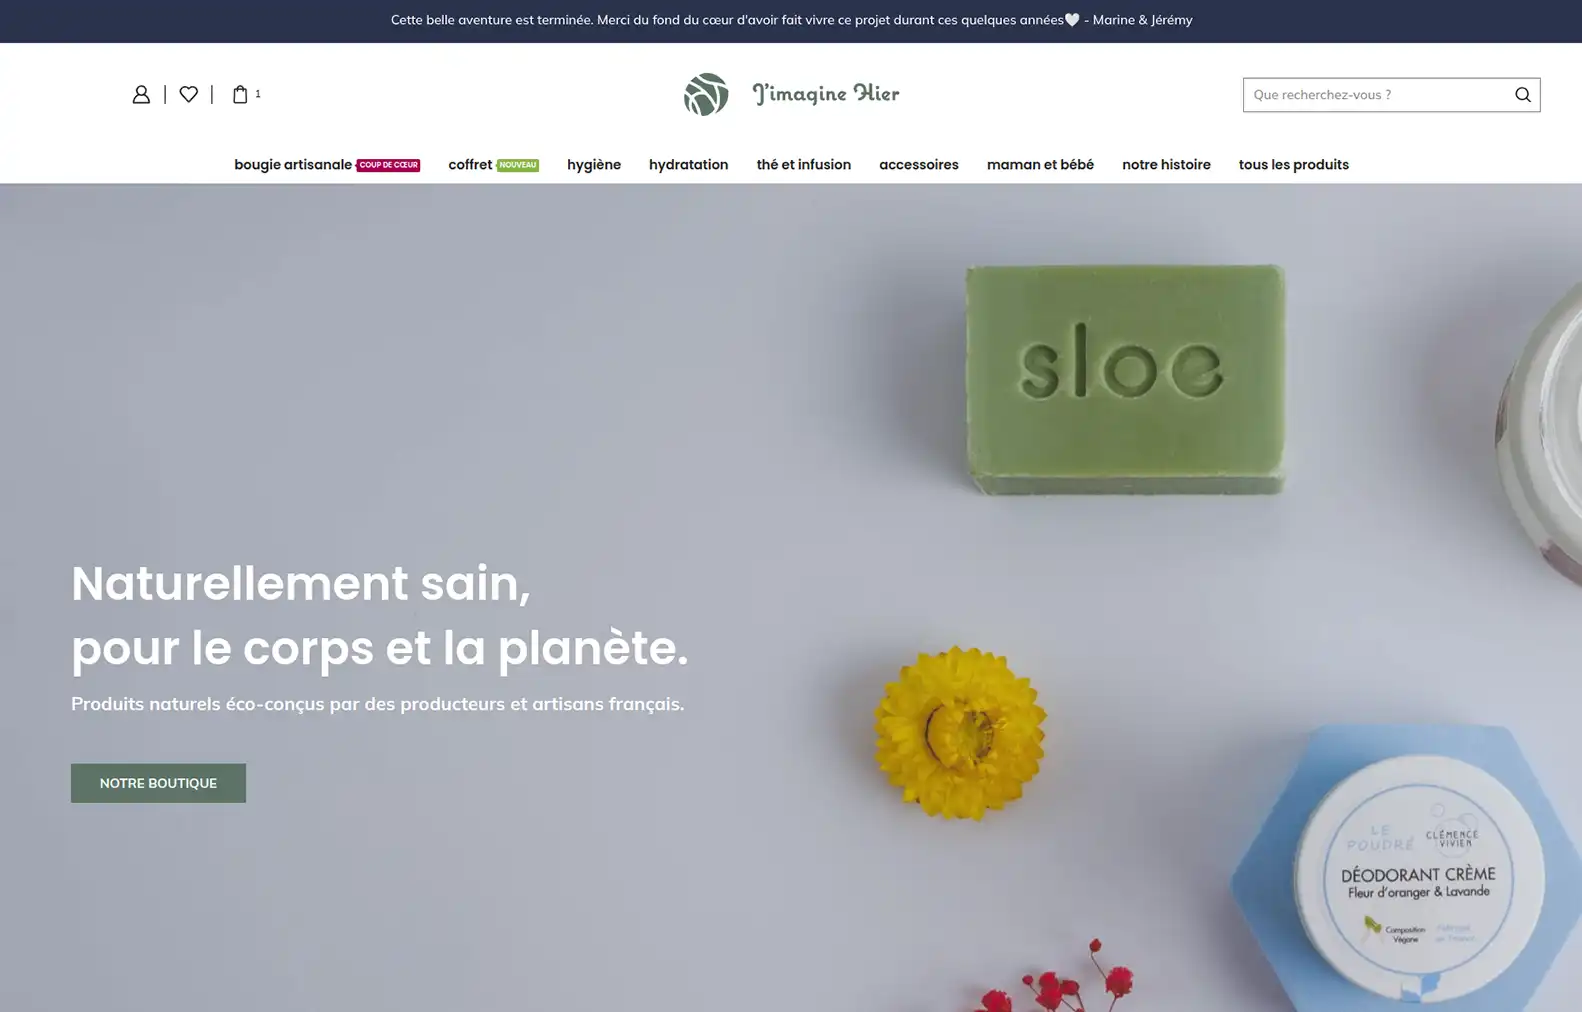 Cette belle aventure est terminée. Merci du fond du cœur d'avoir fait vivre ce projet durant ces quelques années🤍 - Marine & Jérémy
1
J'imagine Hier
Que recherchez-vous ?
bougie artisanale COUP DE CŒUR coffret NOUVEAU hygiène hydratation thé et infusion accessoires maman et bébé notre histoire tous les produits
sloe
Naturellement sain,
pour le corps et la planète.
Produits naturels éco-conçus par des producteurs et artisans français.
NOTRE BOUTIQUE
LE
POUDRÉ
CLÉMENCE
VIVIEN
DÉODORANT CRÈME
Fleur d'oranger & Lavande
Composition
Végane